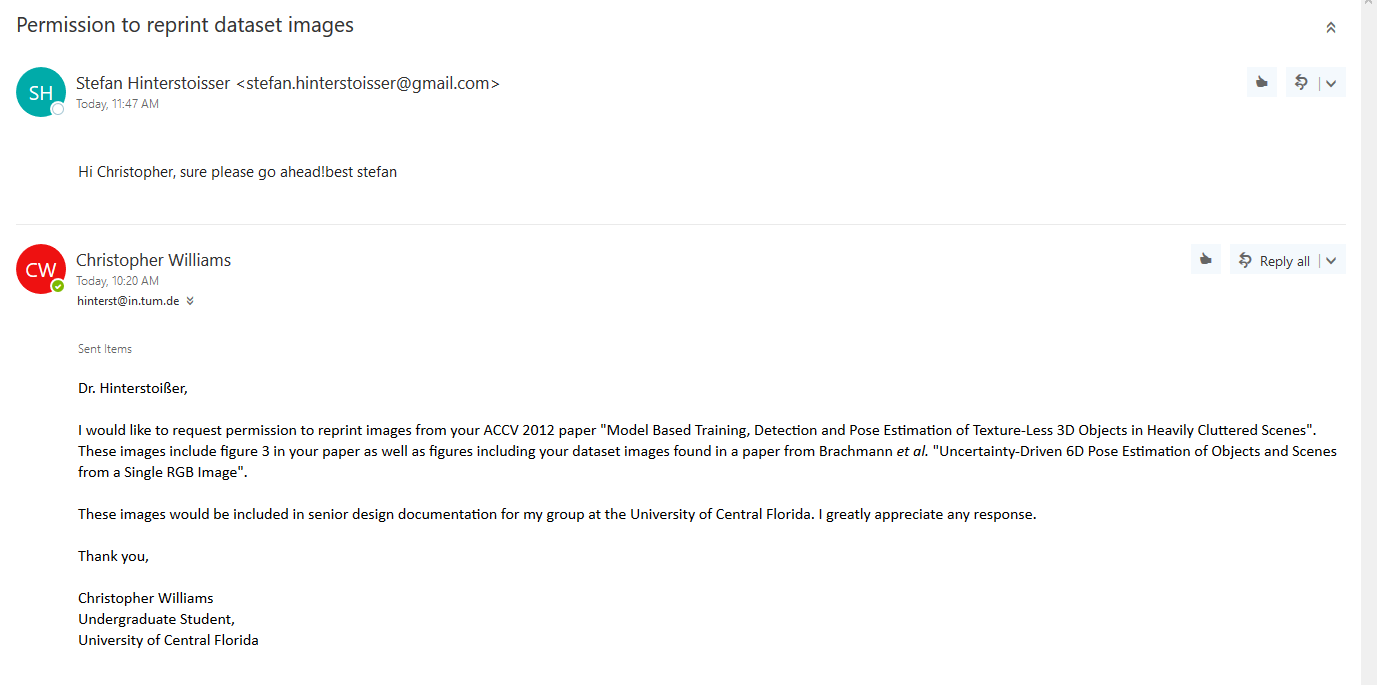 Permission to reprint dataset images
SH
Stefan Hinterstoisser <stefan.hinterstoisser@gmail.com>
Today, 11:47 AM
Hi Christopher, sure please go ahead!best stefan
CW
Christopher Williams
Today, 10:20 AM
hinterst@in.tum.de
Reply all
Sent Items
Dr. Hinterstoißer,
I would like to request permission to reprint images from your ACCV 2012 paper "Model Based Training, Detection and Pose Estimation of Texture-Less 3D Objects in Heavily Cluttered Scenes".
These images include figure 3 in your paper as well as figures including your dataset images found in a paper from Brachmann et al. "Uncertainty-Driven 6D Pose Estimation of Objects and Scenes
from a Single RGB Image".
These images would be included in senior design documentation for my group at the University of Central Florida. I greatly appreciate any response.
Thank you,
Christopher Williams
Undergraduate Student,
University of Central Florida